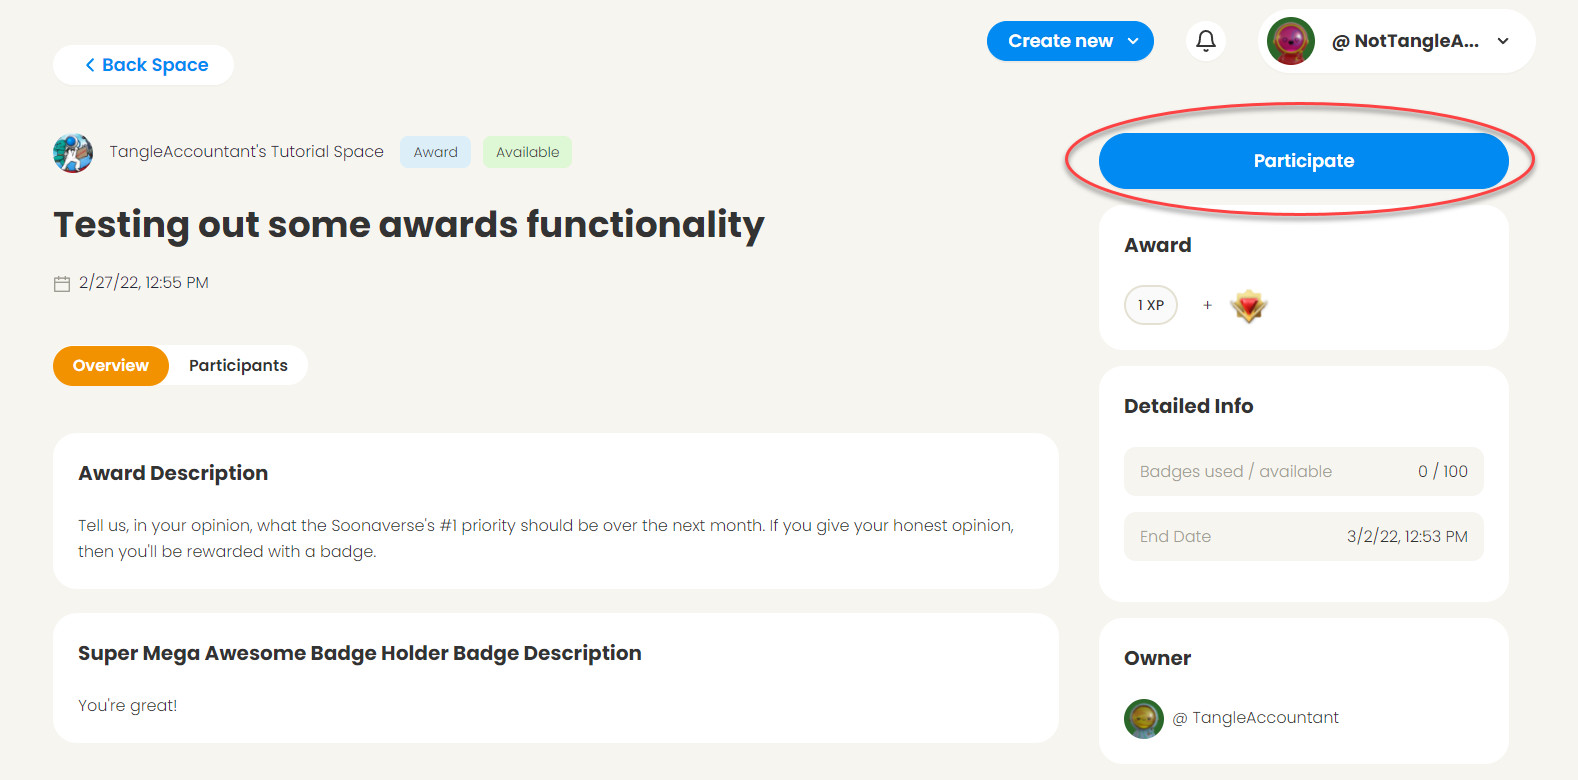 Back Space
Create new
@ NotTangleA...
TangleAccountant's Tutorial Space
Award
Available
Testing out some awards functionality
2/27/22, 12:55 PM
Overview
Participants
Award Description
Tell us, in your opinion, what the Soonaverse's #1 priority should be over the next month. If you give your honest opinion,
then you'll be rewarded with a badge.
Super Mega Awesome Badge Holder Badge Description
You're great!
Participate
Award
1 XP +
Detailed Info
Badges used / available 0 / 100
End Date 3/2/22, 12:53 PM
Owner
@ TangleAccountant